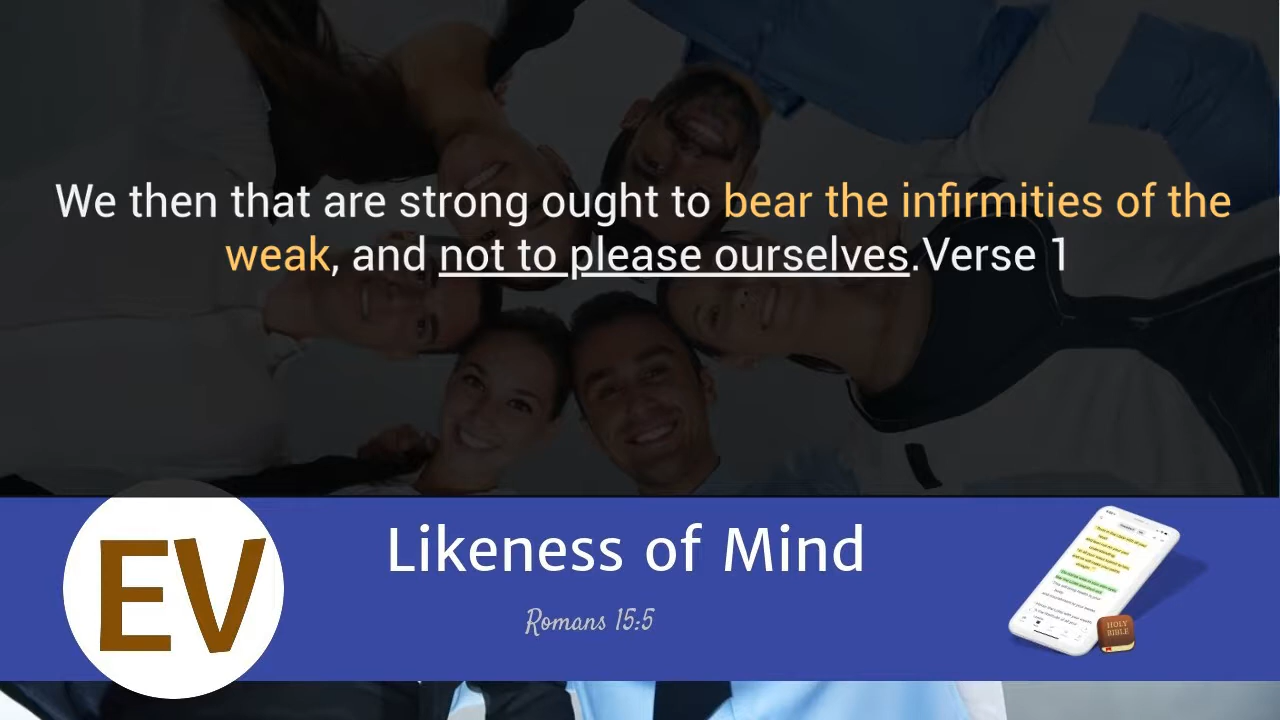 We then that are strong ought to bear the infirmities of the
weak, and not to please ourselves.Verse 1
EV
Likeness of Mind
Romans 15:5
HOLY
BIBLE